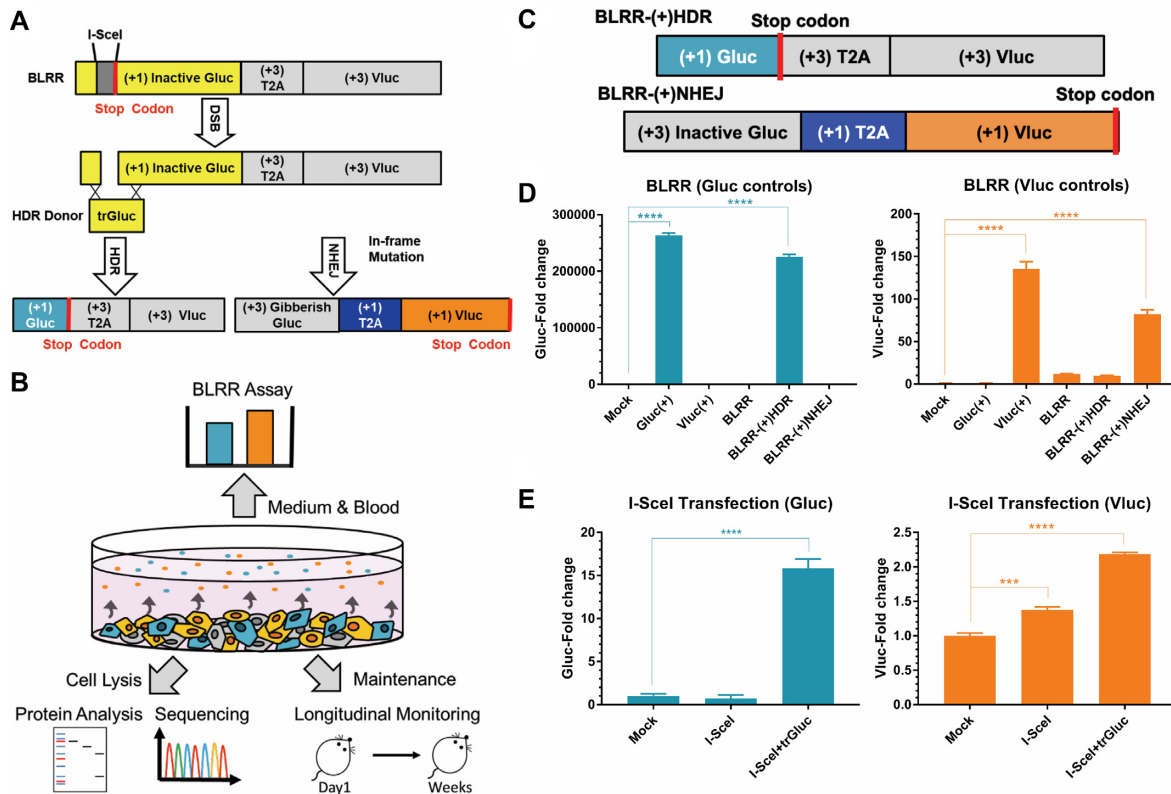 A
I-SceI
BLRR
(+1) Inactive Gluc
(+3)
T2A
(+3) Vluc
Stop Codon
DSB
(+1) Inactive Gluc
(+3)
T2A
(+3) Vluc
HDR Donor
trGluc
HDR
NHEJ
In-frame
Mutation
(+1)
Gluc
(+3)
T2A
(+3) Vluc
(+3) Gibberish
Gluc
(+1)
T2A
(+1) Vluc
Stop Codon
Stop Codon
B
BLRR Assay
Medium & Blood
Cell Lysis
Maintenance
Protein Analysis
Sequencing
Longitudinal Monitoring
Day1
Weeks
C
BLRR-(+)HDR
Stop codon
(+1) Gluc
(+3) T2A
(+3) Vluc
BLRR-(+)NHEJ
Stop codon
(+3) Inactive Gluc
(+1) T2A
(+1) Vluc
D
BLRR (Gluc controls)
Gluc-Fold change
300000
200000
100000
0
****
****
Mock
Gluc(+)
Vluc(+)
BLRR
BLRR-(+)HDR
BLRR-(+)NHEJ
BLRR (Vluc controls)
Vluc-Fold change
200
150
100
50
0
****
****
Mock
Gluc(+)
Vluc(+)
BLRR
BLRR-(+)HDR
BLRR-(+)NHEJ
E
I-SceI Transfection (Gluc)
Gluc-Fold change
20
15
10
5
0
****
Mock
I-SceI
I-SceI+trGluc
I-SceI Transfection (Vluc)
Vluc-Fold change
2.5
2.0
1.5
1.0
0.5
0.0
****
***
Mock
I-SceI
I-SceI+trGluc